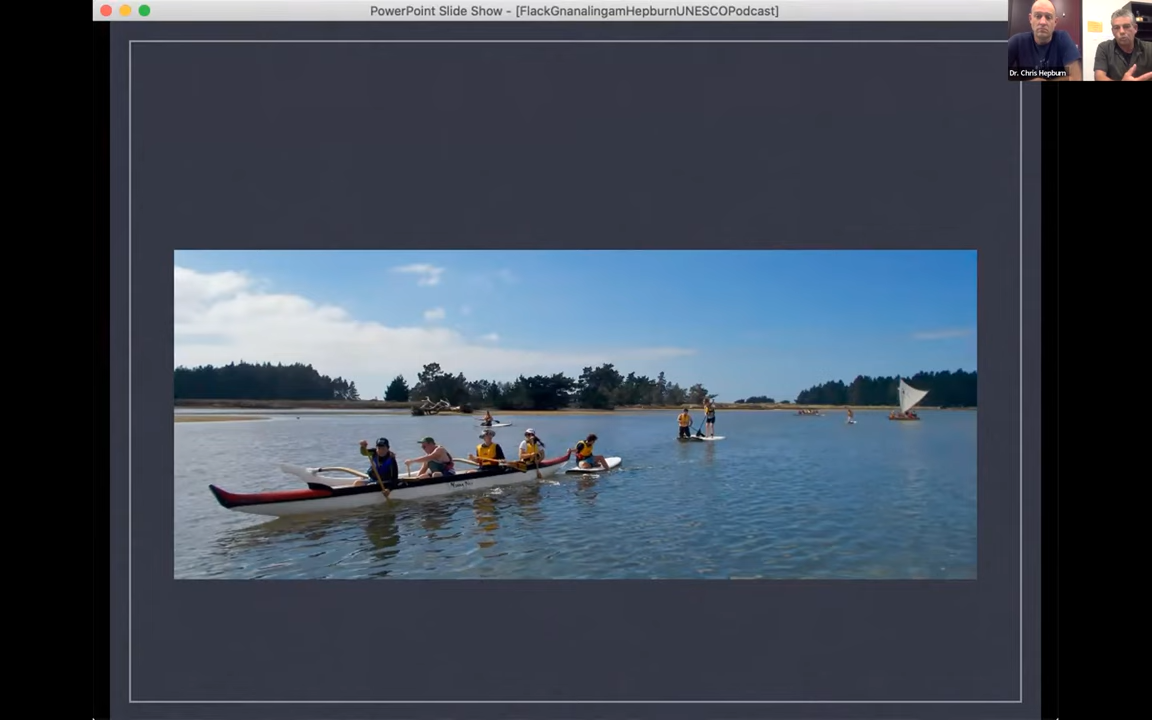 PowerPoint Slide Show - [FlackGnanalingamHepburnUNESCOPodcast]
Dr. Chris Hepburn